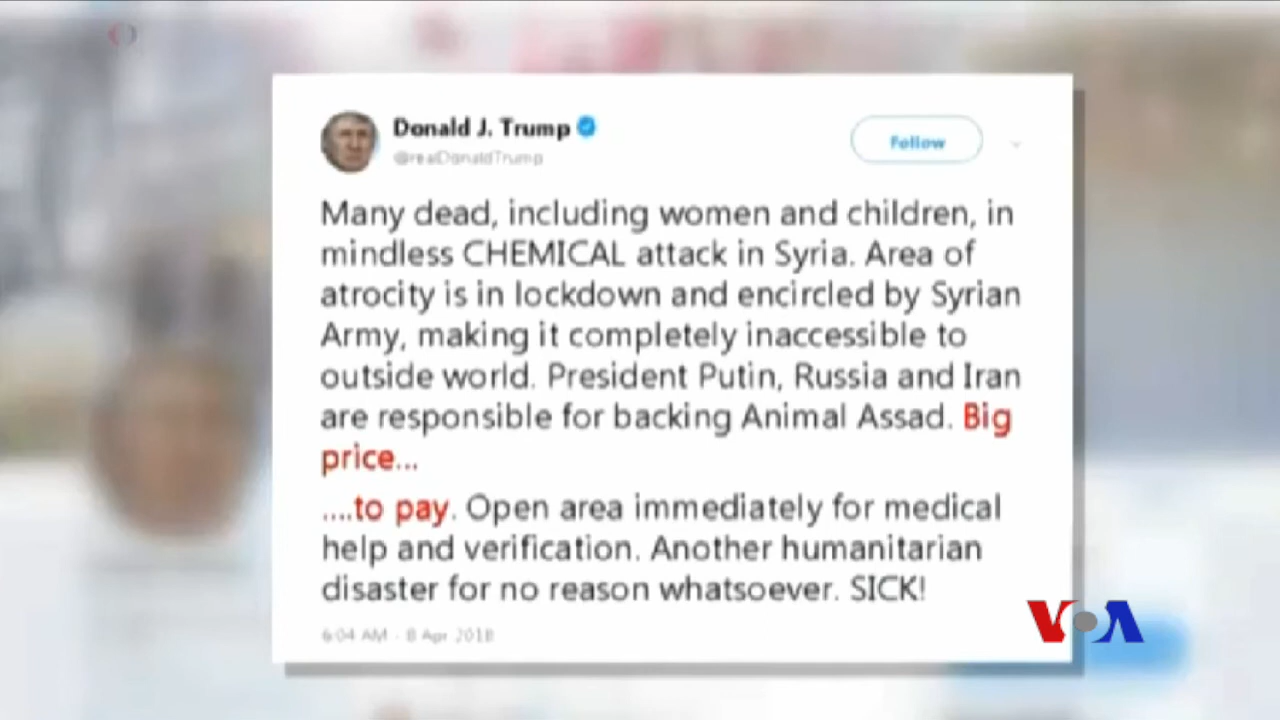 Donald J. Trump
@realDonaldTrump
Follow
Many dead, including women and children, in
mindless CHEMICAL attack in Syria. Area of
atrocity is in lockdown and encircled by Syrian
Army, making it completely inaccessible to
outside world. President Putin, Russia and Iran
are responsible for backing Animal Assad. Big
price...
....to pay. Open area immediately for medical
help and verification. Another humanitarian
disaster for no reason whatsoever. SICK!
6:04 AM - 8 Apr 2018
VOA